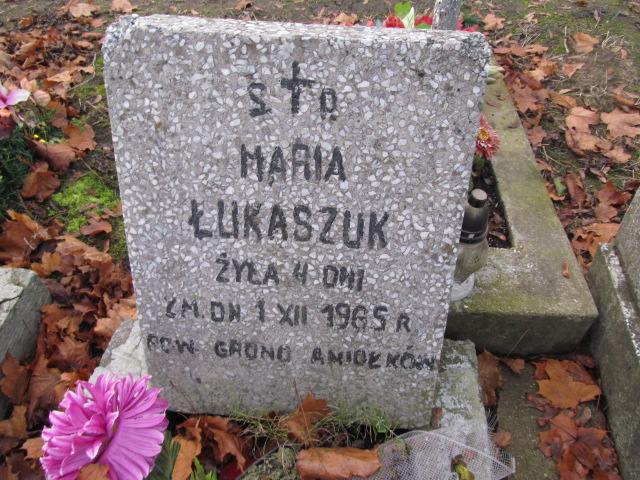 Ś † P.
MARIA
ŁUKASZUK
ŻYŁA 4 DNI
ZM. DN 1 XII 1965 R
POW. GRONO ANIOŁKÓW